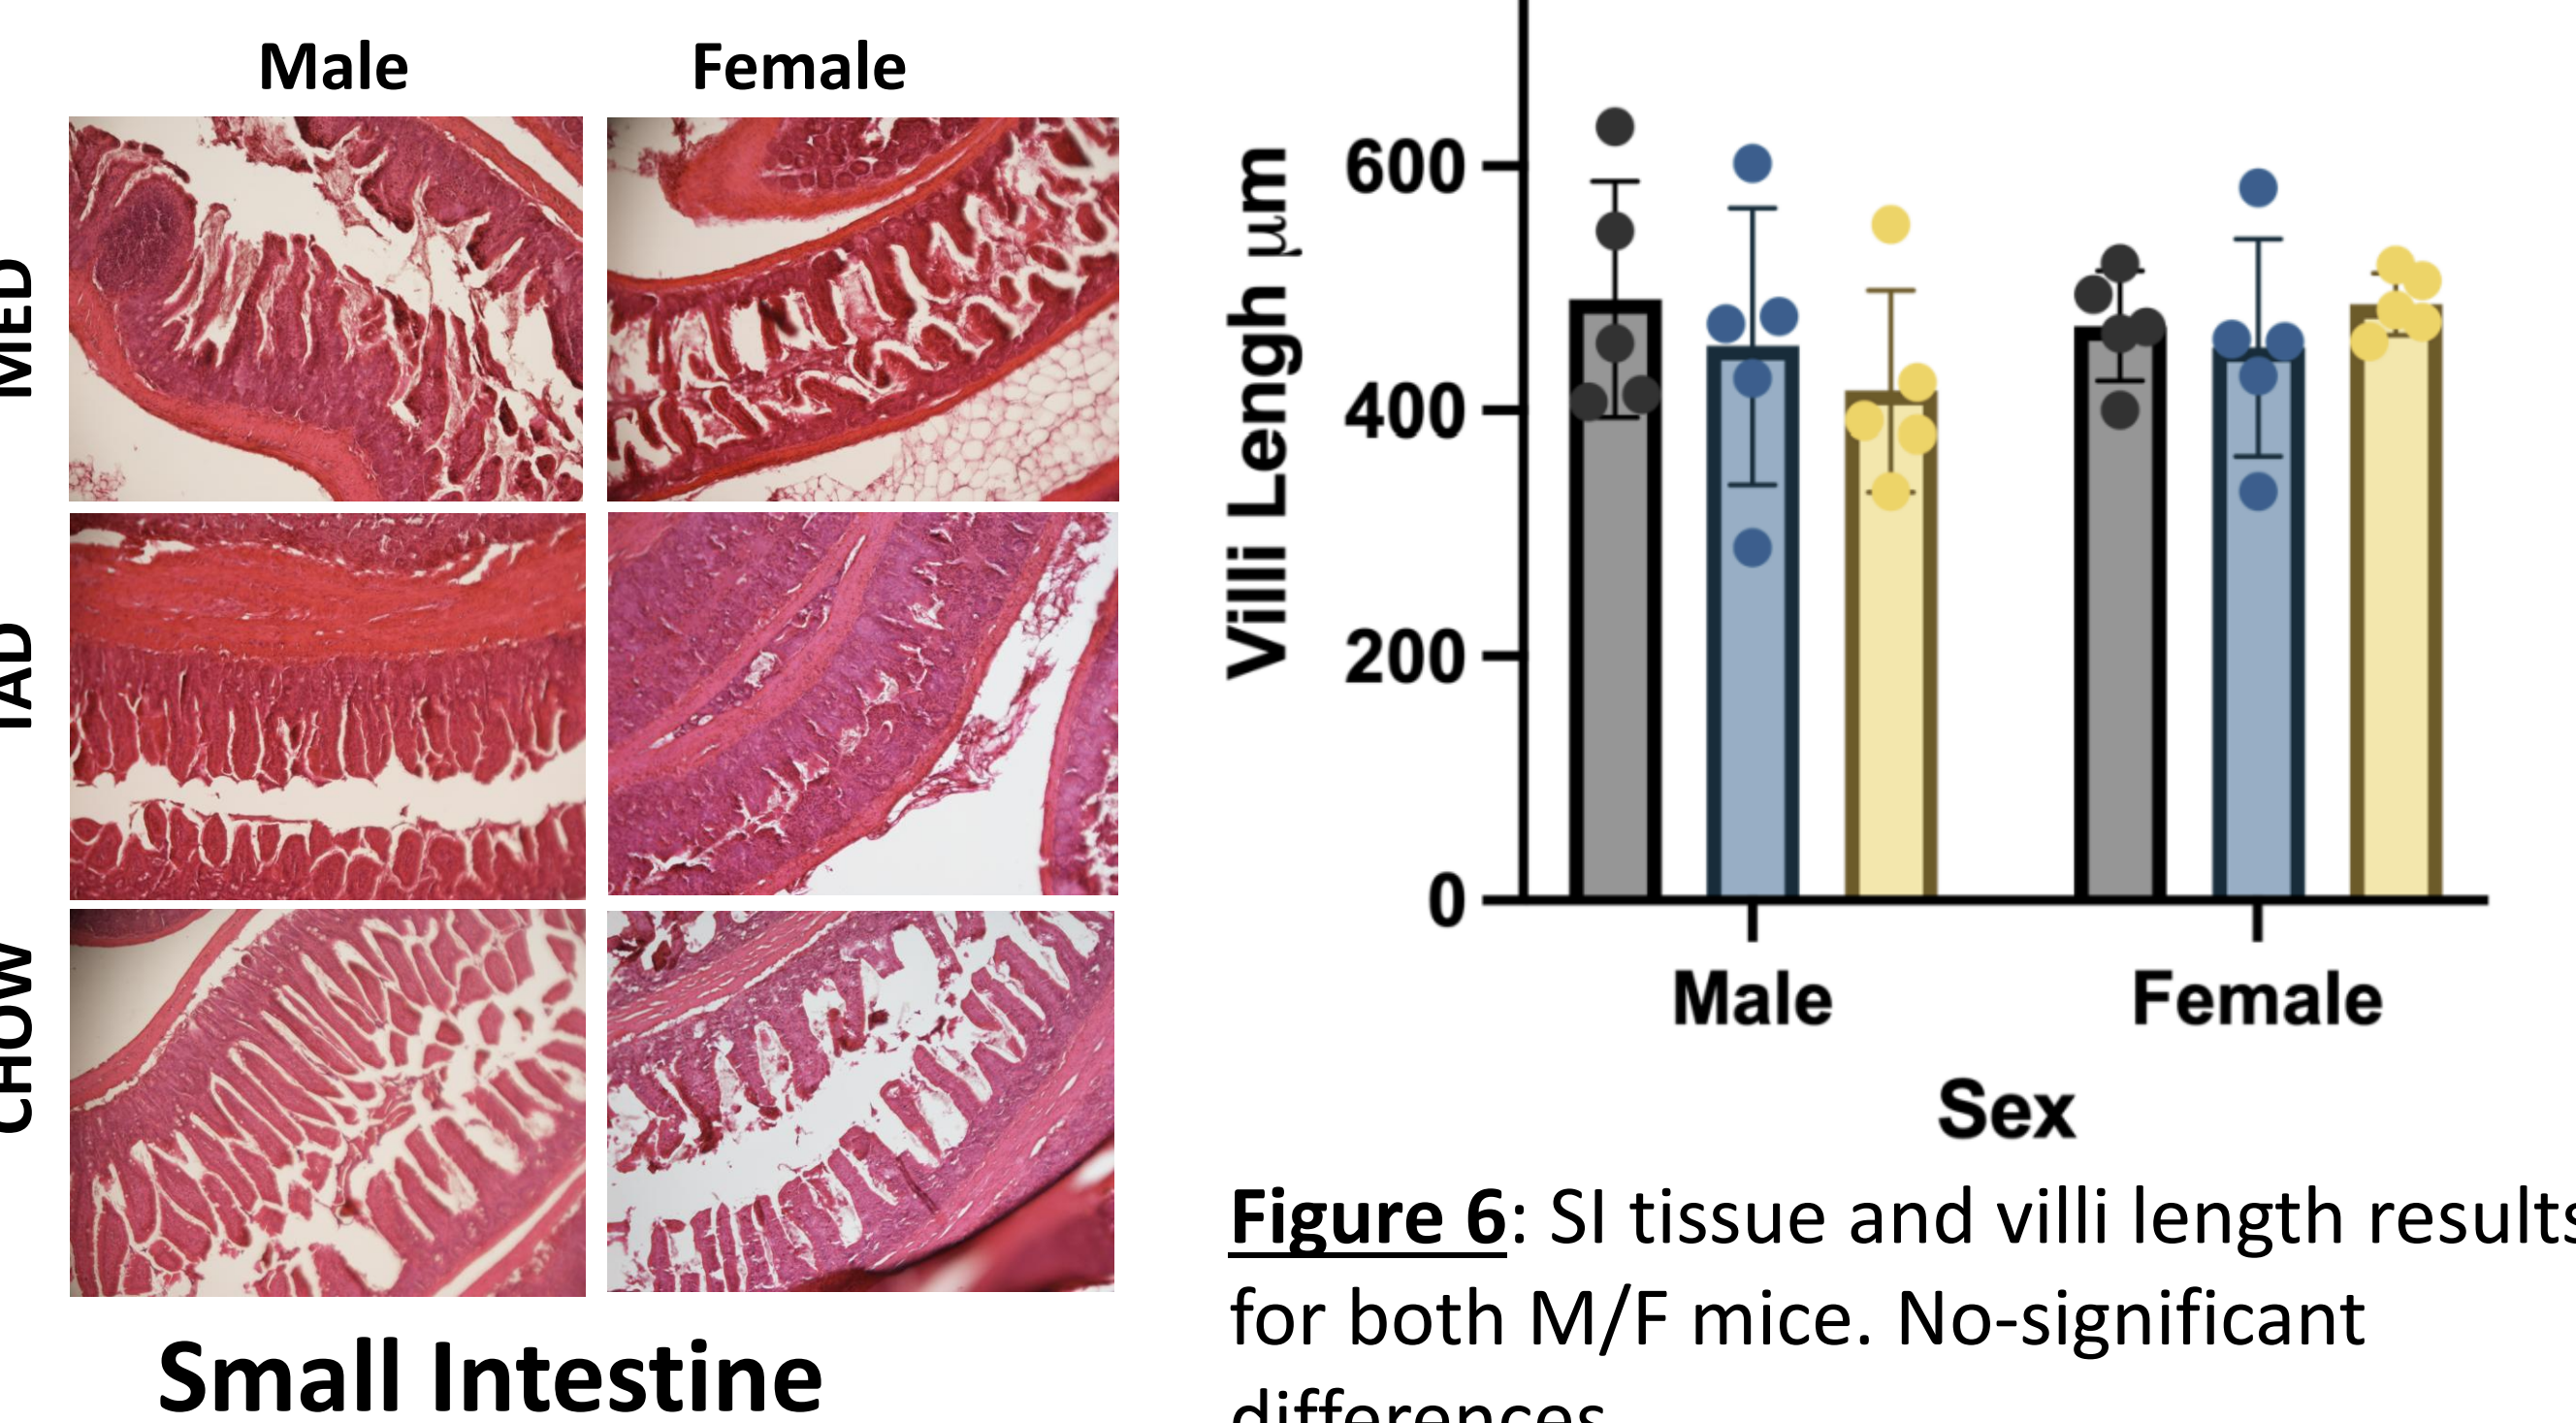 Male Female
MED
TAD
CHOW
Small Intestine
Villi Lengh μm
600
400
200
0
Male Female
Sex
Figure 6: SI tissue and villi length results
for both M/F mice. No-significant
differences